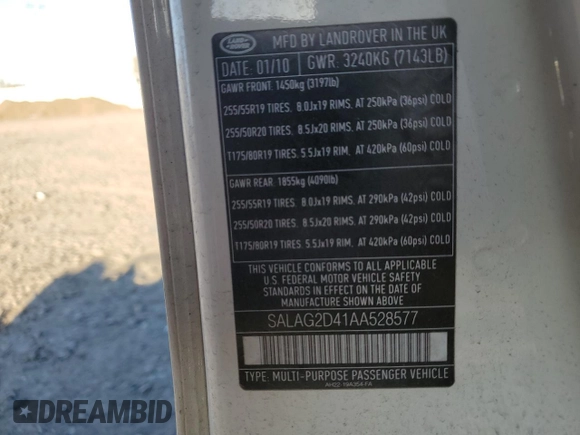 LAND ROVER
MFD BY LANDROVER IN THE UK
DATE: 01/10 GWR: 3240KG (7143LB)
GAWR FRONT: 1450kg (3197lb)
255/55R19 TIRES. 8.0Jx19 RIMS. AT 250kPa (36psi) COLD
255/50R20 TIRES. 8.5Jx20 RIMS. AT 250kPa (36psi) COLD
T175/80R19 TIRES. 5.5Jx19 RIM. AT 420kPa (60psi) COLD
GAWR REAR: 1855kg (4090lb)
255/55R19 TIRES. 8.0Jx19 RIMS. AT 290kPa (42psi) COLD
255/50R20 TIRES. 8.5Jx20 RIMS. AT 290kPa (42psi) COLD
T175/80R19 TIRES. 5.5Jx19 RIM. AT 420kPa (60psi) COLD
THIS VEHICLE CONFORMS TO ALL APPLICABLE
U.S. FEDERAL MOTOR VEHICLE SAFETY
STANDARDS IN EFFECT ON THE DATE OF
MANUFACTURE SHOWN ABOVE
SALAG2D41AA528577
TYPE: MULTI-PURPOSE PASSENGER VEHICLE
AH22 19A354 FA
DREAMBID